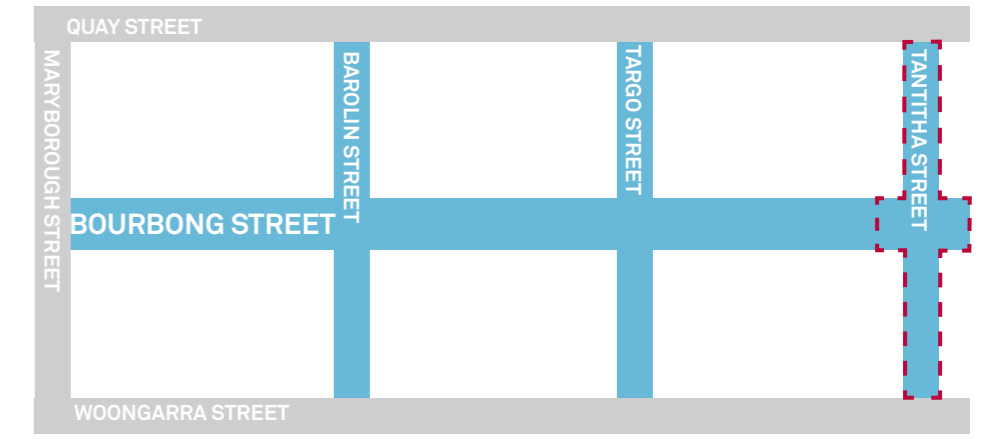 QUAY STREET
MARYBOROUGH STREET
BAROLIN STREET
TARGO STREET
TANTITHA STREET
BOURBONG STREET
WOONGARRA STREET